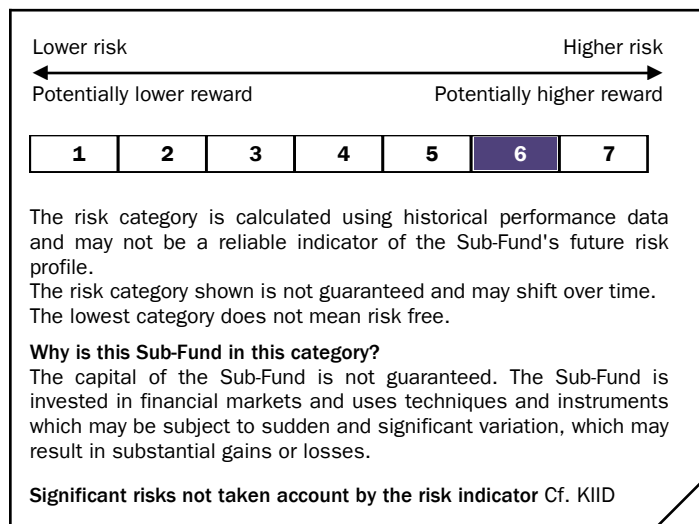 Lower risk Higher risk
Potentially lower reward Potentially higher reward
1 2 3 4 5 6 7
The risk category is calculated using historical performance data
and may not be a reliable indicator of the Sub-Fund's future risk
profile.
The risk category shown is not guaranteed and may shift over time.
The lowest category does not mean risk free.
Why is this Sub-Fund in this category?
The capital of the Sub-Fund is not guaranteed. The Sub-Fund is
invested in financial markets and uses techniques and instruments
which may be subject to sudden and significant variation, which may
result in substantial gains or losses.
Significant risks not taken account by the risk indicator Cf. KIID